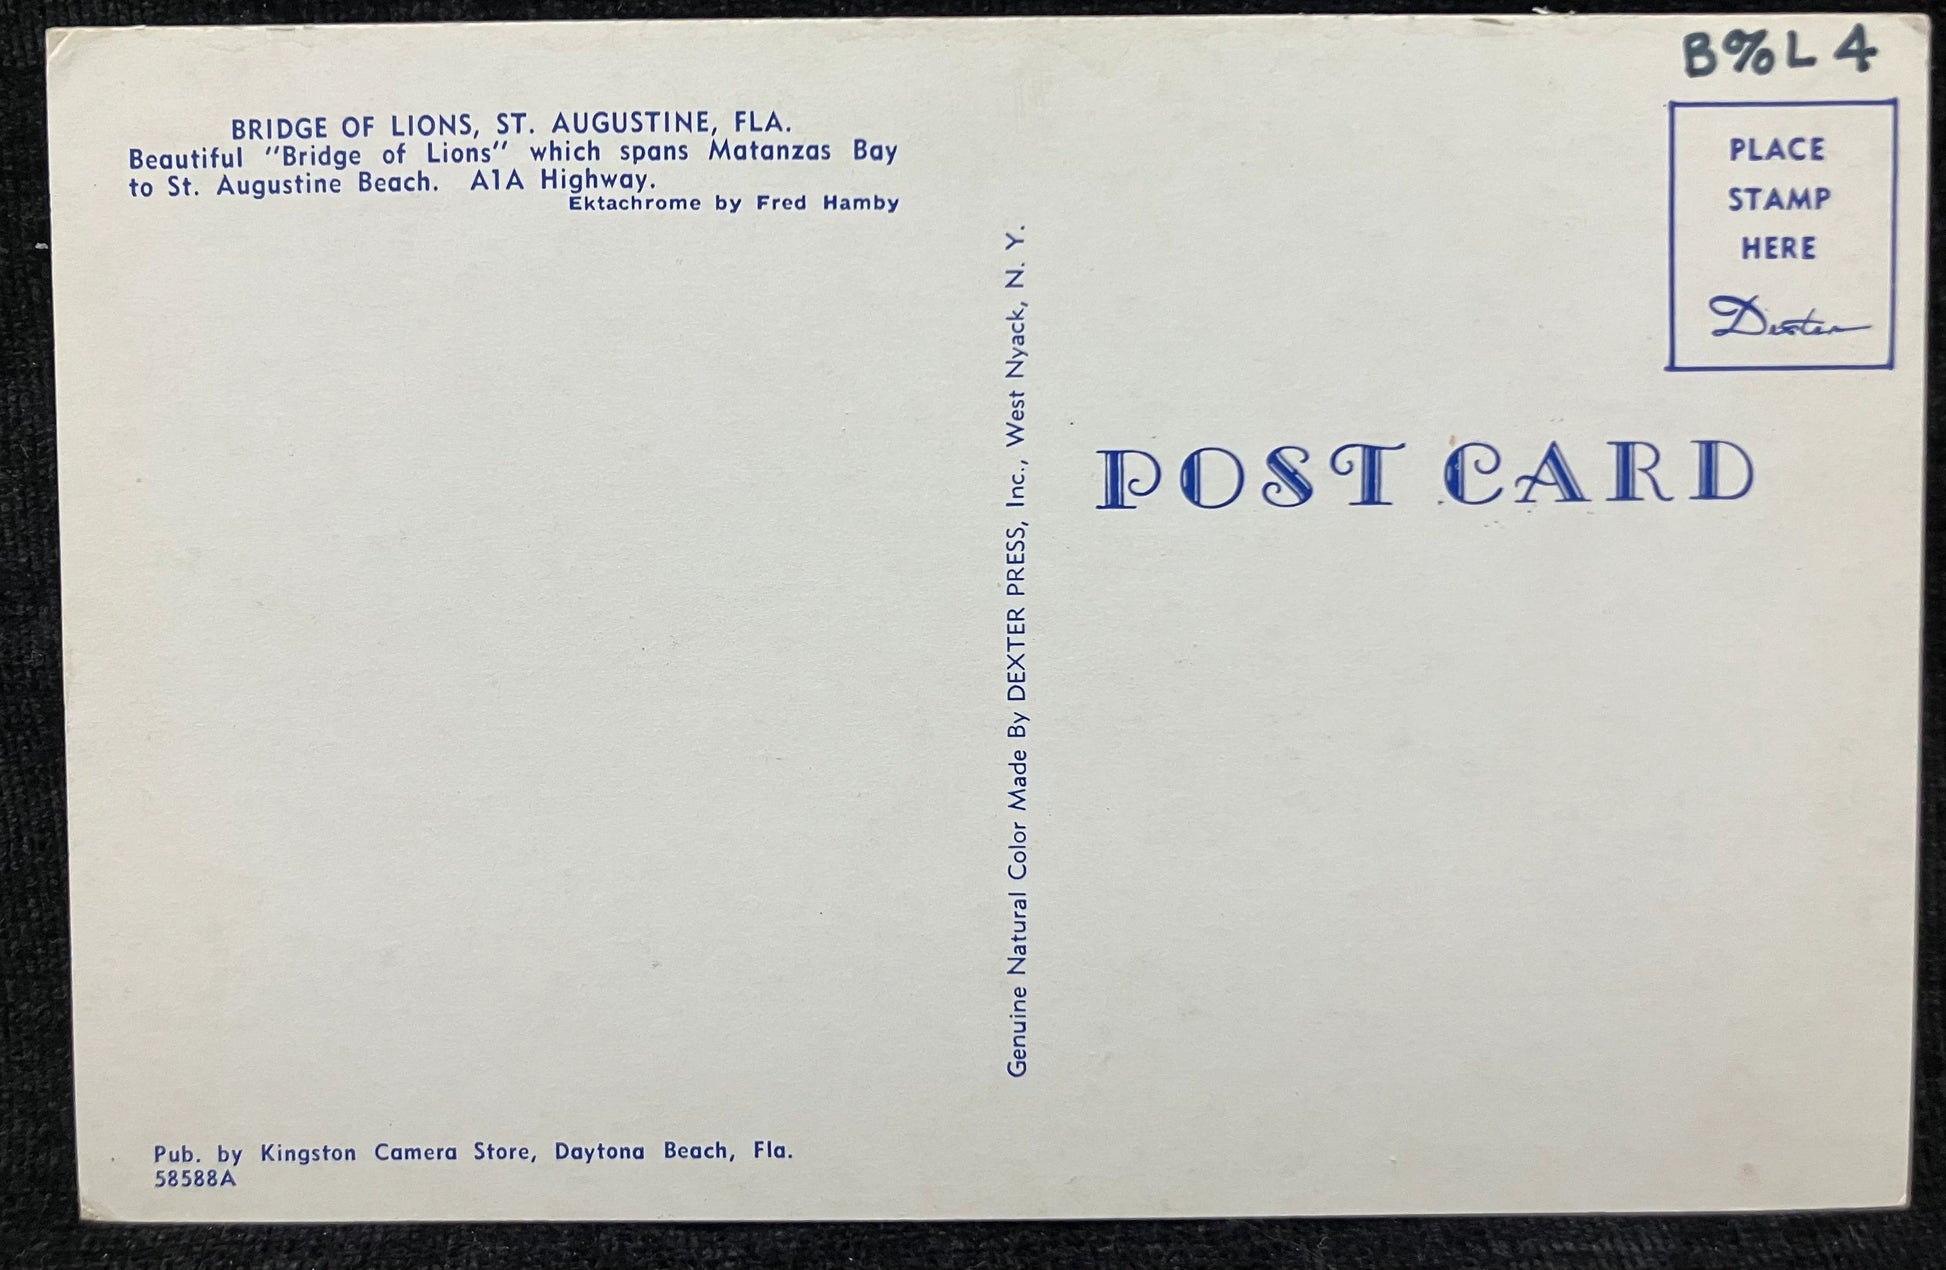 B%L 4
BRIDGE OF LIONS, ST. AUGUSTINE, FLA.
Beautiful "Bridge of Lions" which spans Matanzas Bay
to St. Augustine Beach. A1A Highway.
Ektachrome by Fred Hamby
PLACE
STAMP
HERE
Dexter
Genuine Natural Color Made By DEXTER PRESS, Inc., West Nyack, N. Y.
POST CARD
Pub. by Kingston Camera Store, Daytona Beach, Fla.
58588A